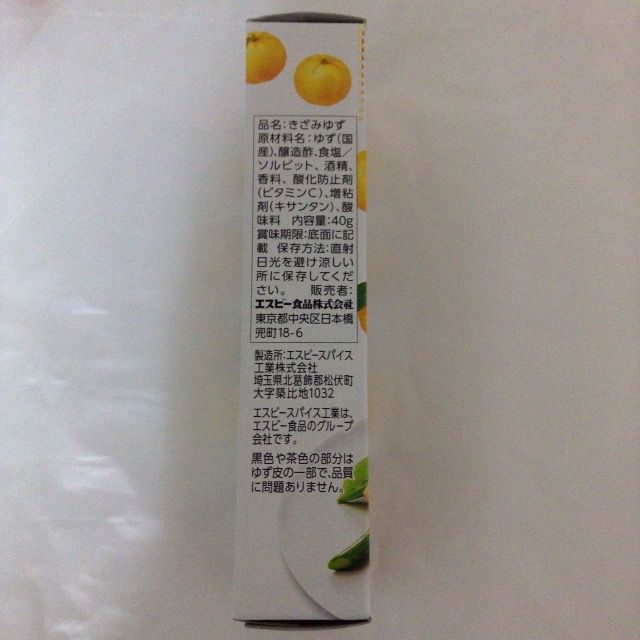 品名:きざみゆず
原材料名:ゆず(国
産)、醸造酢、食塩/
ソルビット、酒精、
香料、酸化防止剤
(ビタミンC)、増粘
剤(キサンタン)、酸
味料 内容量:40g
賞味期限:底面に記
載 保存方法:直射
日光を避け涼しい
所に保存してくだ
さい。 販売者:
エスビー食品株式会社
東京都中央区日本橋
兜町18-6
製造所:エスビースパイス
工業株式会社
埼玉県北葛飾郡松伏町
大字築比地1032
エスビースパイス工業は、
エスビー食品のグループ
会社です。
黒色や茶色の部分は
ゆず皮の一部で、品質
に問題ありません。